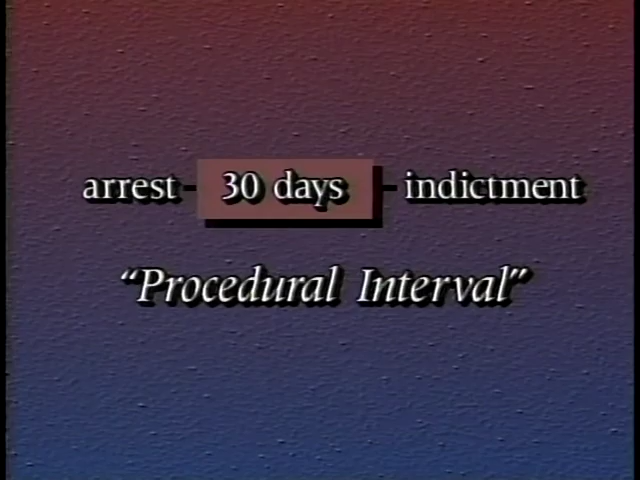 arrest - 30 days - indictment
“Procedural Interval”